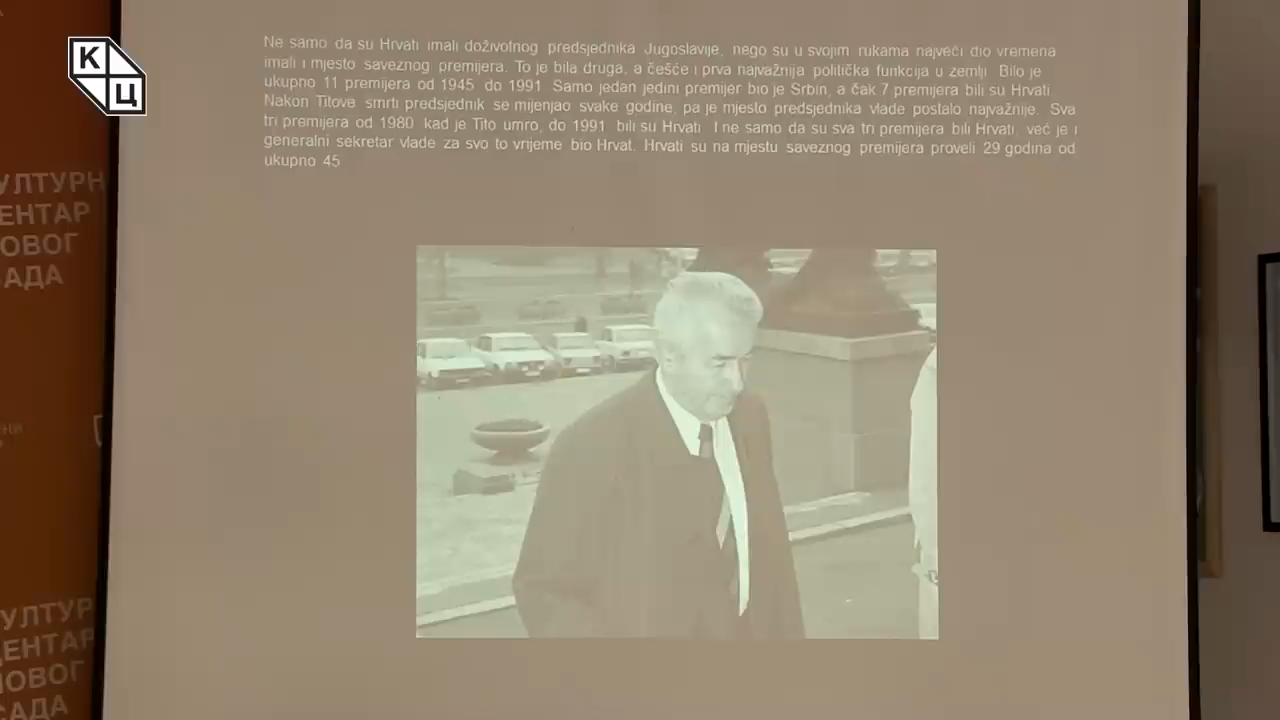 К
Ц
Ne samo da su Hrvati imali doživotnog predsjednika Jugoslavije, nego su u svojim rukama najveći dio vremena
imali i mjesto saveznog premijera. To je bila druga, a češće i prva najvažnija politička funkcija u zemlji. Bilo je
ukupno 11 premijera od 1945. do 1991. Samo jedan jedini premijer bio je Srbin, a čak 7 premijera bili su Hrvati.
Nakon Titove smrti predsjednik se mijenjao svake godine, pa je mjesto predsjednika vlade postalo najvažnije. Sva
tri premijera od 1980. kad je Tito umro, do 1991. bili su Hrvati. I ne samo da su sva tri premijera bili Hrvati, već je i
generalni sekretar vlade za svo to vrijeme bio Hrvat. Hrvati su na mjestu saveznog premijera proveli 29 godina od
ukupno 45
УЛТУРН
ЕНТАР
ОВОГ
АДА
УЛТУР
ЕНТАР
НОВОГ
САДА